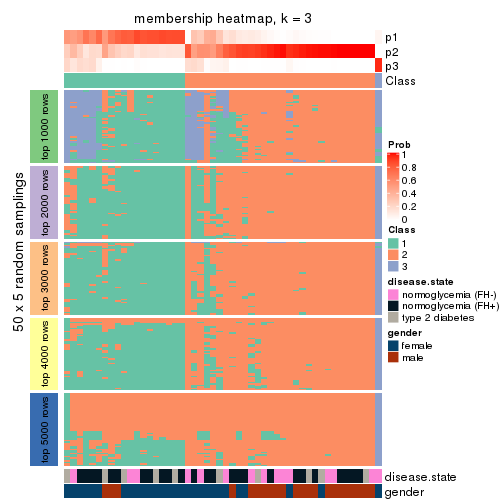 membership heatmap, k = 3
p1
p2
p3
Class
50 x 5 random samplings
top 1000 rows
top 2000 rows
top 3000 rows
top 4000 rows
top 5000 rows
disease.state
gender
Prob
1
0.8
0.6
0.4
0.2
0
Class
1
2
3
disease.state
normoglycemia (FH-)
normoglycemia (FH+)
type 2 diabetes
gender
female
male